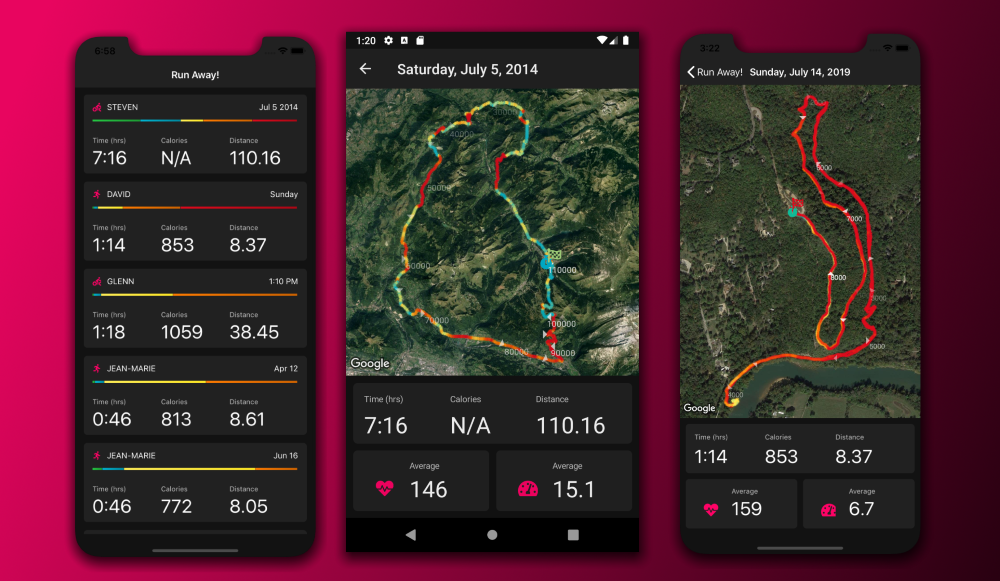 6:58
Run Away!
STEVEN Jul 5 2014
Time (hrs) Calories Distance
7:16 N/A 110.16
DAVID Sunday
Time (hrs) Calories Distance
1:14 853 8.37
GLENN 1:10 PM
Time (hrs) Calories Distance
1:18 1059 38.45
JEAN-MARIE Apr 12
Time (hrs) Calories Distance
0:46 813 8.61
JEAN-MARIE Jun 16
Time (hrs) Calories Distance
0:46 772 8.05
1:20 A
Saturday, July 5, 2014
30000
40000
50000
110000
60000
100000
70000
80000
90000
Google
Time (hrs) Calories Distance
7:16 N/A 110.16
Average Average
146 15.1
3:22
Run Away! Sunday, July 14, 2019
7000
8000
5000
4000
Google
Time (hrs) Calories Distance
1:14 853 8.37
Average Average
159 6.7